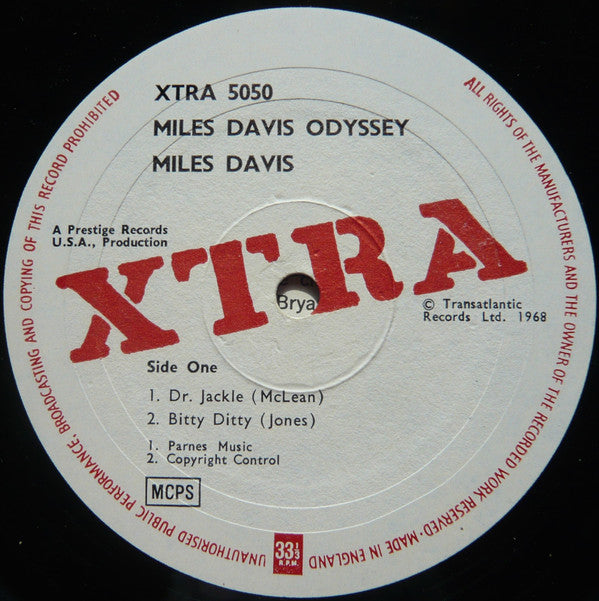 XTRA 5050
MILES DAVIS ODYSSEY
MILES DAVIS
A Prestige Records
U.S.A., Production
XTRA
© Transatlantic
Records Ltd. 1968
Side One
1. Dr. Jackle (McLean)
2. Bitty Ditty (Jones)
1. Parnes Music
2. Copyright Control
MCPS
33⅓
R.P.M.
ALL RIGHTS OF THE MANUFACTURERS AND THE OWNER OF THE RECORDED WORK RESERVED·MADE IN ENGLAND
UNAUTHORISED PUBLIC PERFORMANCE, BROADCASTING AND COPYING OF THIS RECORD PROHIBITED
Brya